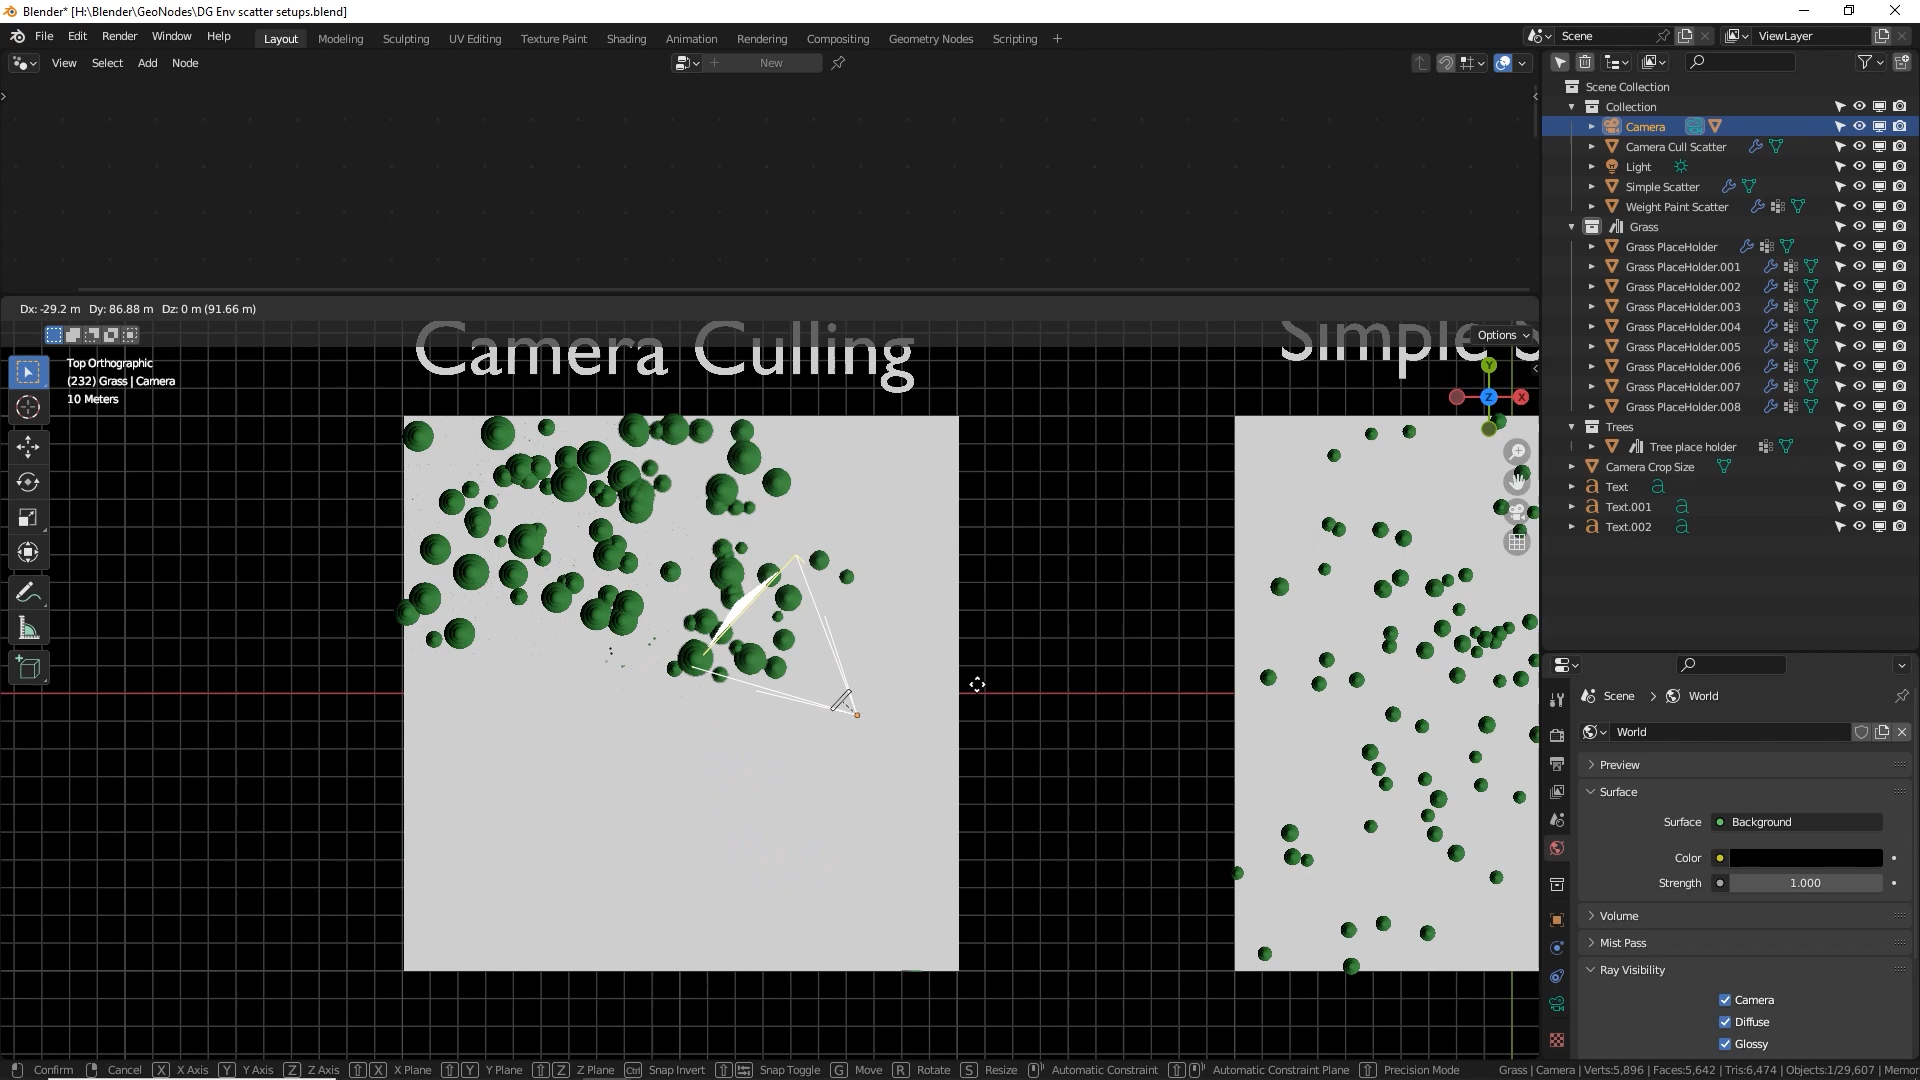 Blender* [H:\Blender\GeoNodes\DG Env scatter setups.blend]
File Edit Render Window Help
Layout Modeling Sculpting UV Editing Texture Paint Shading Animation Rendering Compositing Geometry Nodes Scripting +
Scene
ViewLayer
View Select Add Node
New
Scene Collection
Collection
Camera
Camera Cull Scatter
Light
Simple Scatter
Weight Paint Scatter
Grass
Grass PlaceHolder
Grass PlaceHolder.001
Grass PlaceHolder.002
Grass PlaceHolder.003
Grass PlaceHolder.004
Grass PlaceHolder.005
Grass PlaceHolder.006
Grass PlaceHolder.007
Grass PlaceHolder.008
Trees
Tree place holder
Camera Crop Size
Text
Text.001
Text.002
Dx: -29.2 m Dy: 86.88 m Dz: 0 m (91.66 m)
Options
Top Orthographic
(232) Grass | Camera
10 Meters
Camera Culling
Simple S
Y
Z
X
Scene > World
World
Preview
Surface
Surface Background
Color
Strength 1.000
Volume
Mist Pass
Ray Visibility
Camera
Diffuse
Glossy
Confirm Cancel X X Axis Y Y Axis Z Z Axis X X Plane Y Y Plane Z Z Plane Ctrl Snap Invert Snap Toggle G Move R Rotate S Resize Automatic Constraint Automatic Constraint Plane Precision Mode
Grass | Camera | Verts:5,896 | Faces:5,642 | Tris:6,474 | Objects:1/29,607 | Memor